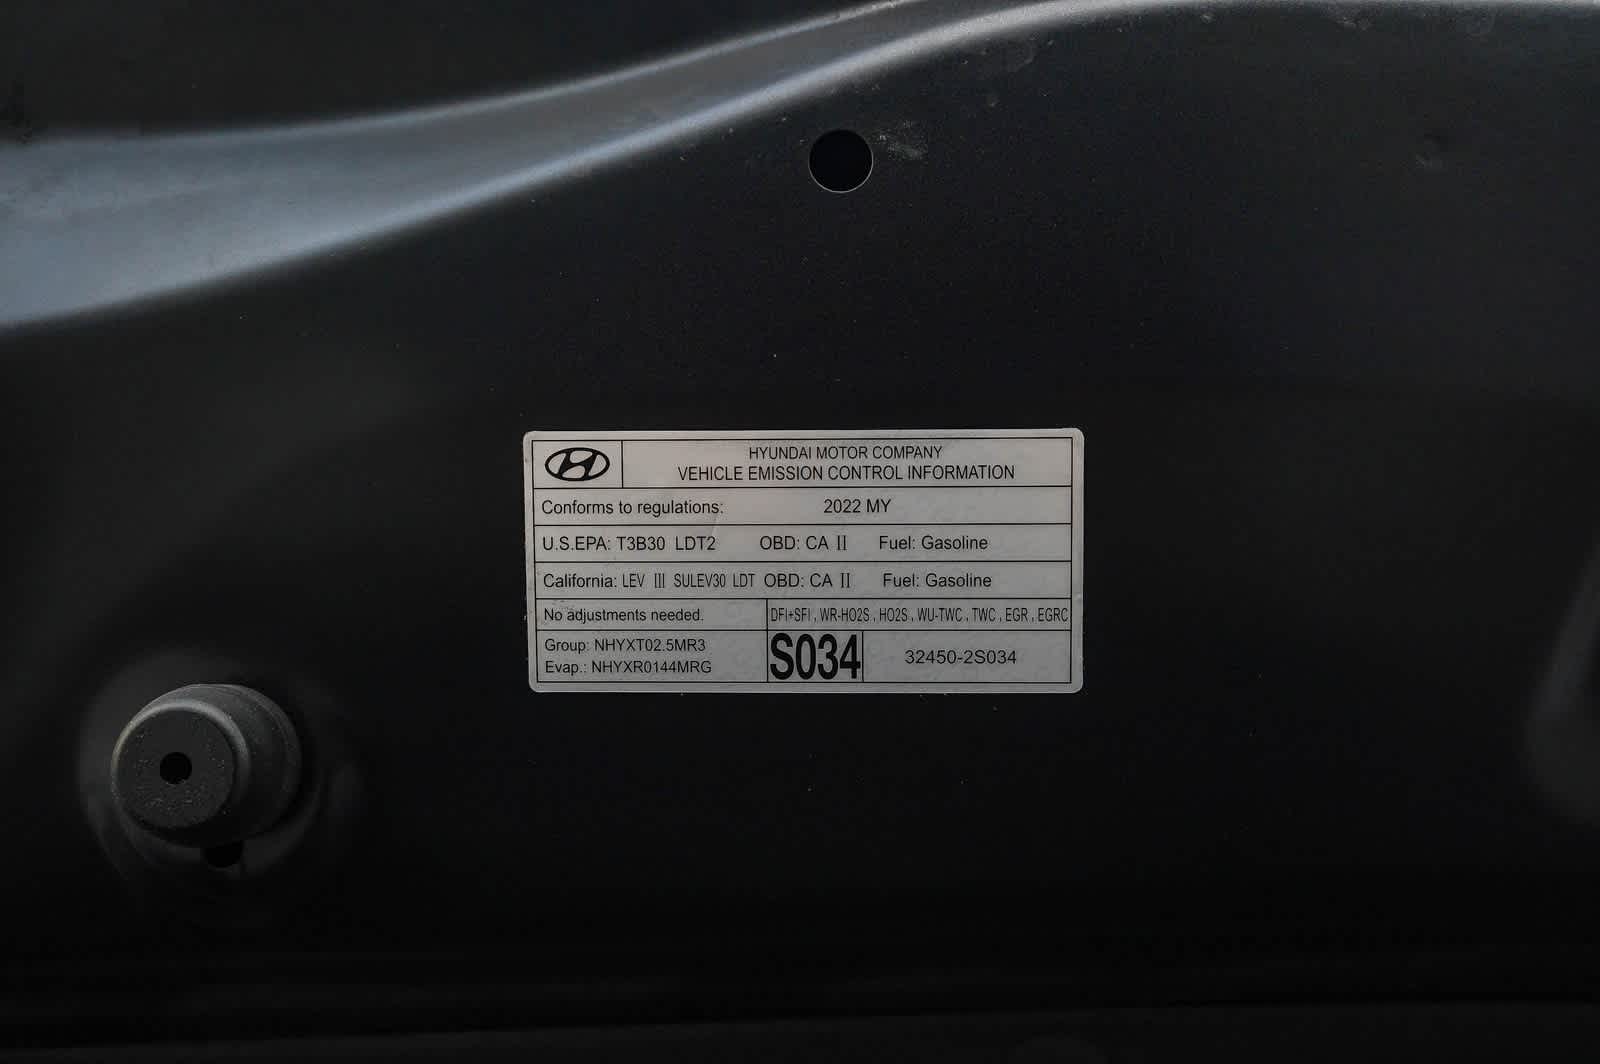 HYUNDAI MOTOR COMPANY
VEHICLE EMISSION CONTROL INFORMATION
Conforms to regulations: 2022 MY
U.S.EPA: T3B30 LDT2 OBD: CA II Fuel: Gasoline
California: LEV III SULEV30 LDT OBD: CA II Fuel: Gasoline
No adjustments needed. DFI+SFI , WR-HO2S , HO2S , WU-TWC , TWC , EGR , EGRC
Group: NHYXT02.5MR3
Evap.: NHYXR0144MRG
S034
32450-2S034